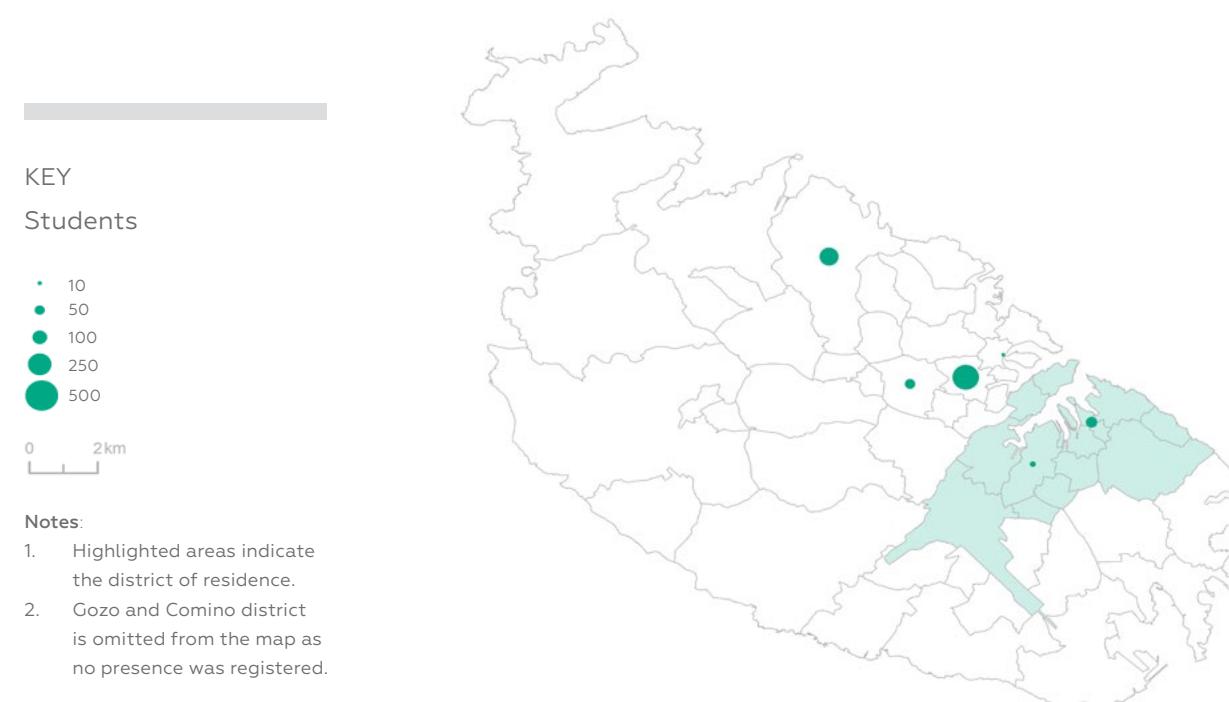 KEY
Students
10
50
100
250
500
0 2km
Notes:
1. Highlighted areas indicate
the district of residence.
2. Gozo and Comino district
is omitted from the map as
no presence was registered.